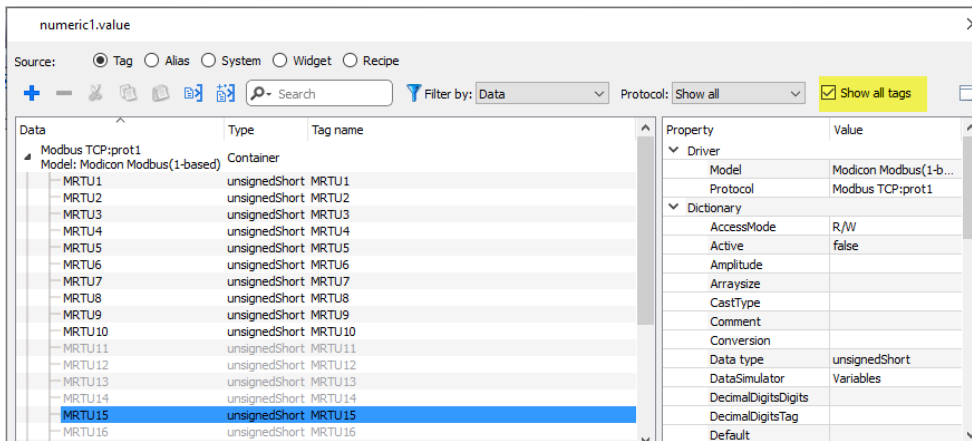 numeric1.value
Source: Tag Alias System Widget Recipe
Search Filter by: Data Protocol: Show all Show all tags
Data Type Tag name
Modbus TCP:prot1
Model: Modicon Modbus(1-based) Container
MRTU1 unsignedShort MRTU1
MRTU2 unsignedShort MRTU2
MRTU3 unsignedShort MRTU3
MRTU4 unsignedShort MRTU4
MRTU5 unsignedShort MRTU5
MRTU6 unsignedShort MRTU6
MRTU7 unsignedShort MRTU7
MRTU8 unsignedShort MRTU8
MRTU9 unsignedShort MRTU9
MRTU10 unsignedShort MRTU10
MRTU11 unsignedShort MRTU11
MRTU12 unsignedShort MRTU12
MRTU13 unsignedShort MRTU13
MRTU14 unsignedShort MRTU14
MRTU15 unsignedShort MRTU15
MRTU16 unsignedShort MRTU16
Property Value
Driver
Model Modicon Modbus(1-b...
Protocol Modbus TCP:prot1
Dictionary
AccessMode R/W
Active false
Amplitude
Arraysize
CastType
Comment
Conversion
Data type unsignedShort
DataSimulator Variables
DecimalDigitsDigits
DecimalDigitsTag
Default